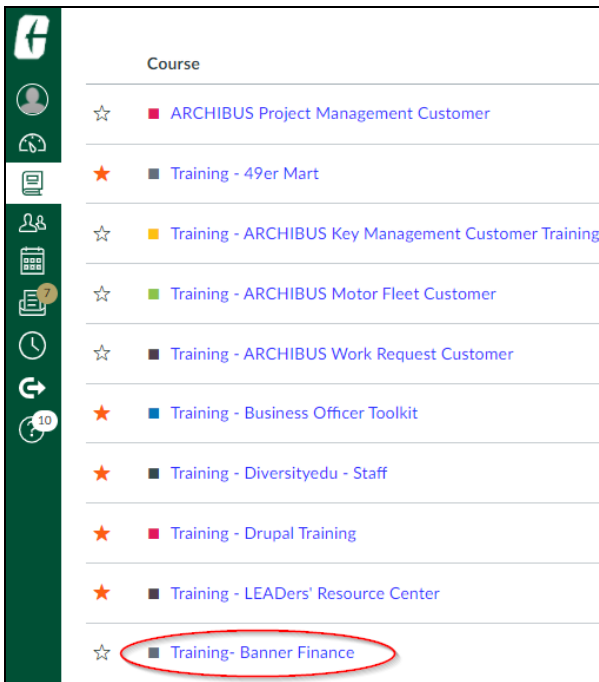 Course
ARCHIBUS Project Management Customer
Training - 49er Mart
Training - ARCHIBUS Key Management Customer Training
7
Training - ARCHIBUS Motor Fleet Customer
Training - ARCHIBUS Work Request Customer
10
Training - Business Officer Toolkit
Training - Diversityedu - Staff
Training - Drupal Training
Training - LEADers' Resource Center
Training- Banner Finance